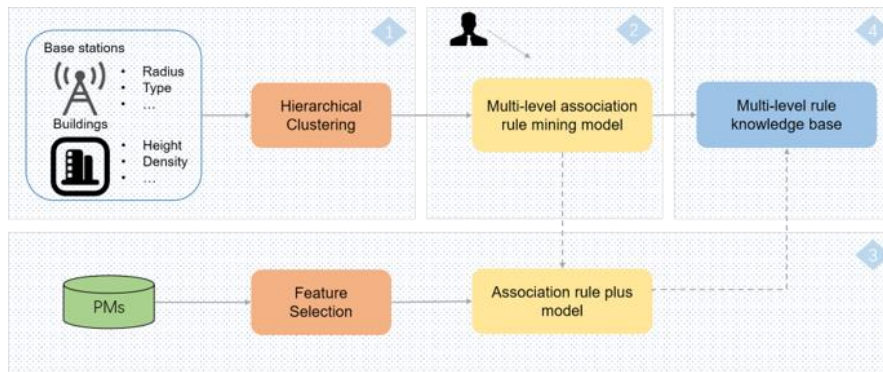 1
Base stations
• Radius
• Type
• ...
Buildings
• Height
• Density
• ...
Hierarchical
Clustering
2
Multi-level association
rule mining model
4
Multi-level rule
knowledge base
3
PMs
Feature
Selection
Association rule plus
model